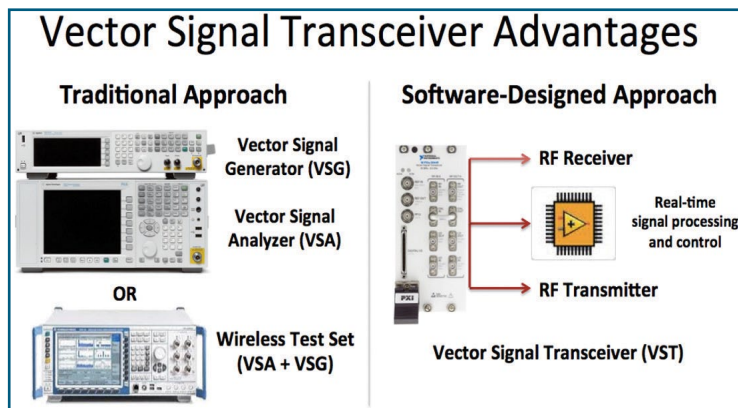 Vector Signal Transceiver Advantages
Traditional Approach
Vector Signal
Generator (VSG)
Vector Signal
Analyzer (VSA)
OR
Wireless Test Set
(VSA + VSG)
Software-Designed Approach
RF Receiver
Real-time
signal processing
and control
RF Transmitter
PXI
Vector Signal Transceiver (VST)